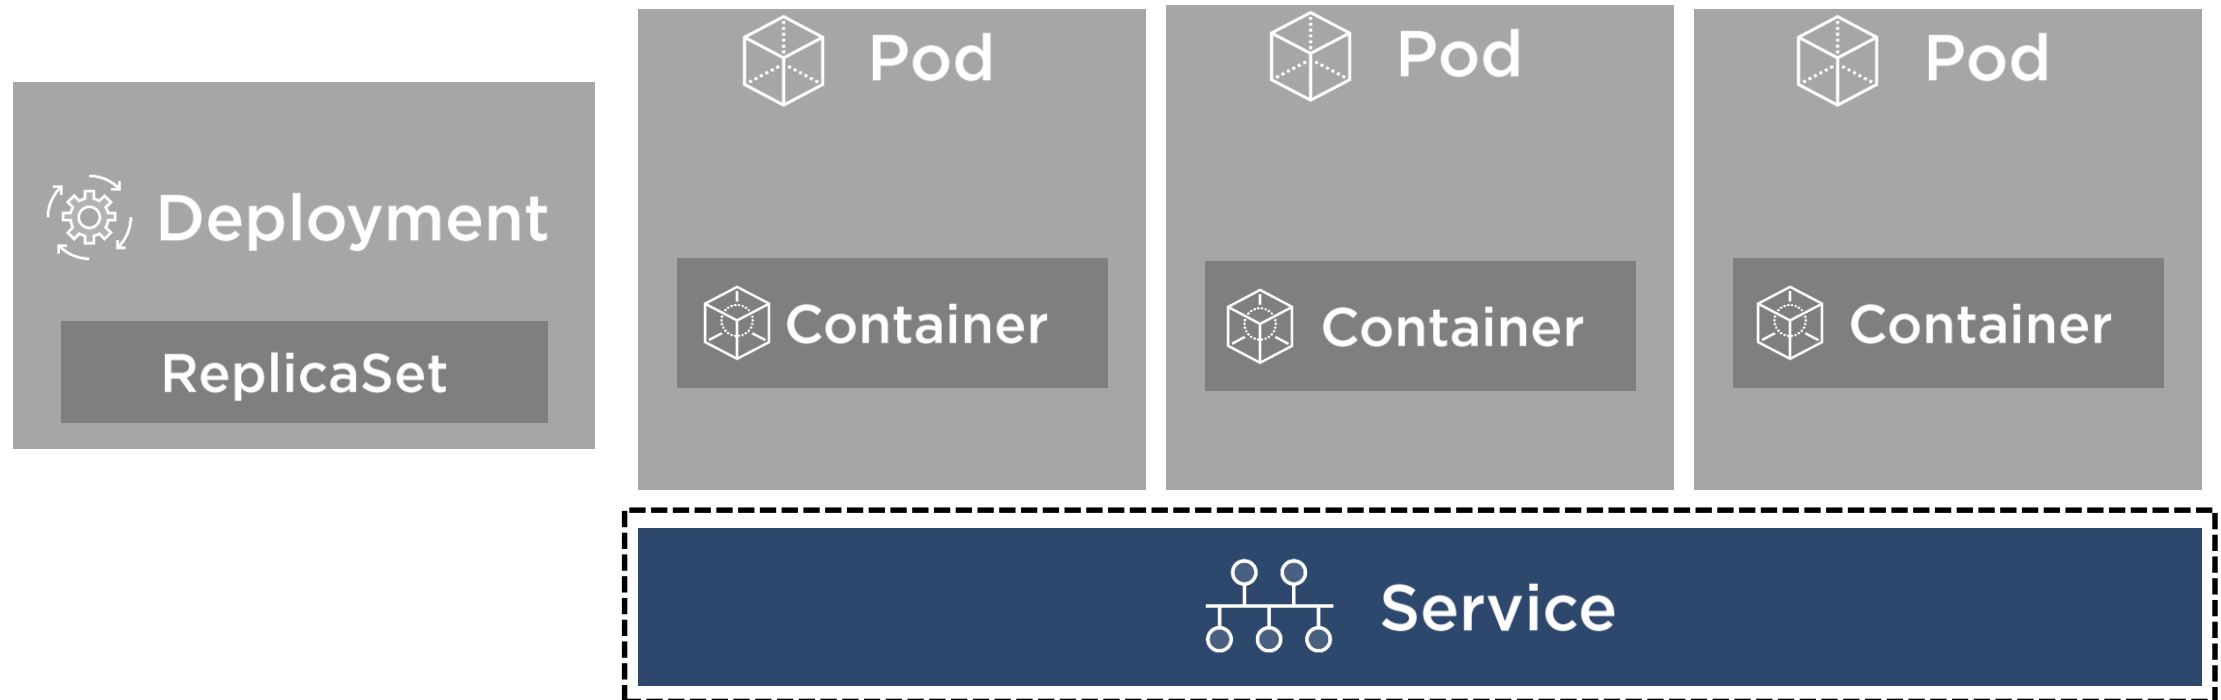 Deployment
ReplicaSet
Pod
Container
Pod
Container
Pod
Container
Service